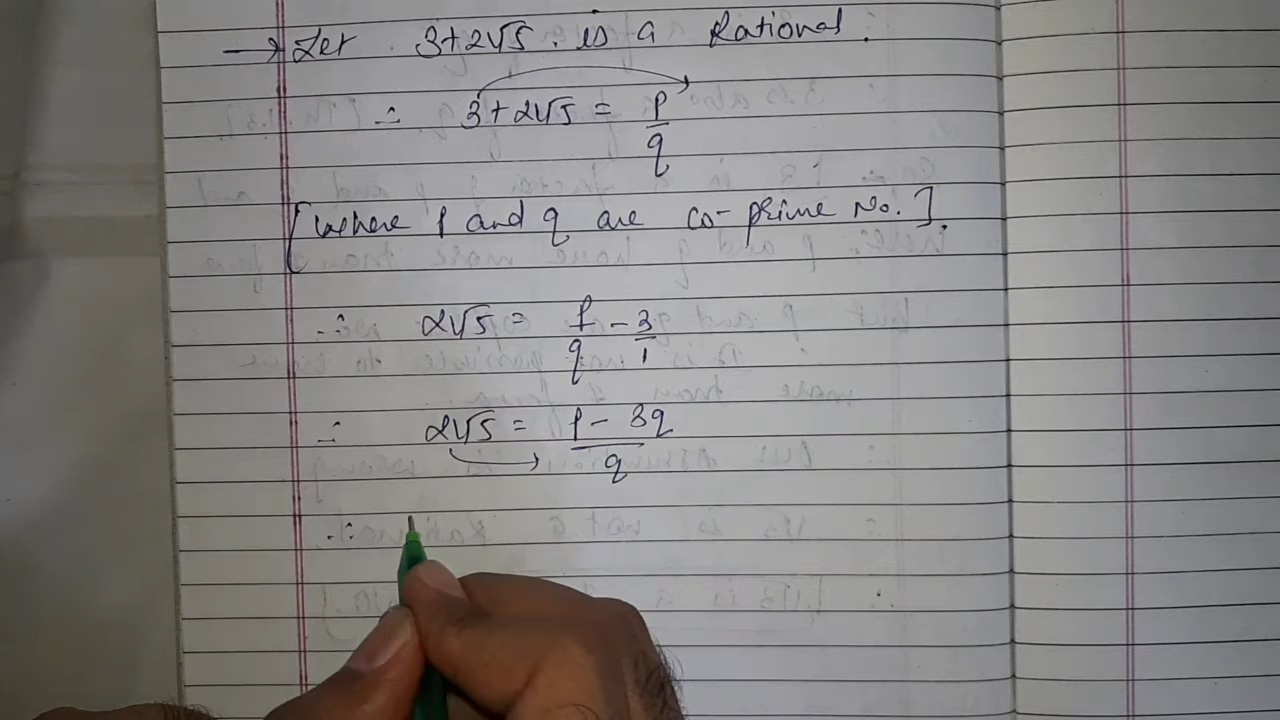 → Let 3+2√5 is a Rational.
∴ 3+2√5 = p/q
[where p and q are co-prime No.].
∴ 2√5 = p/q - 3/1
∴ 2√5 = p - 3q/q
∴